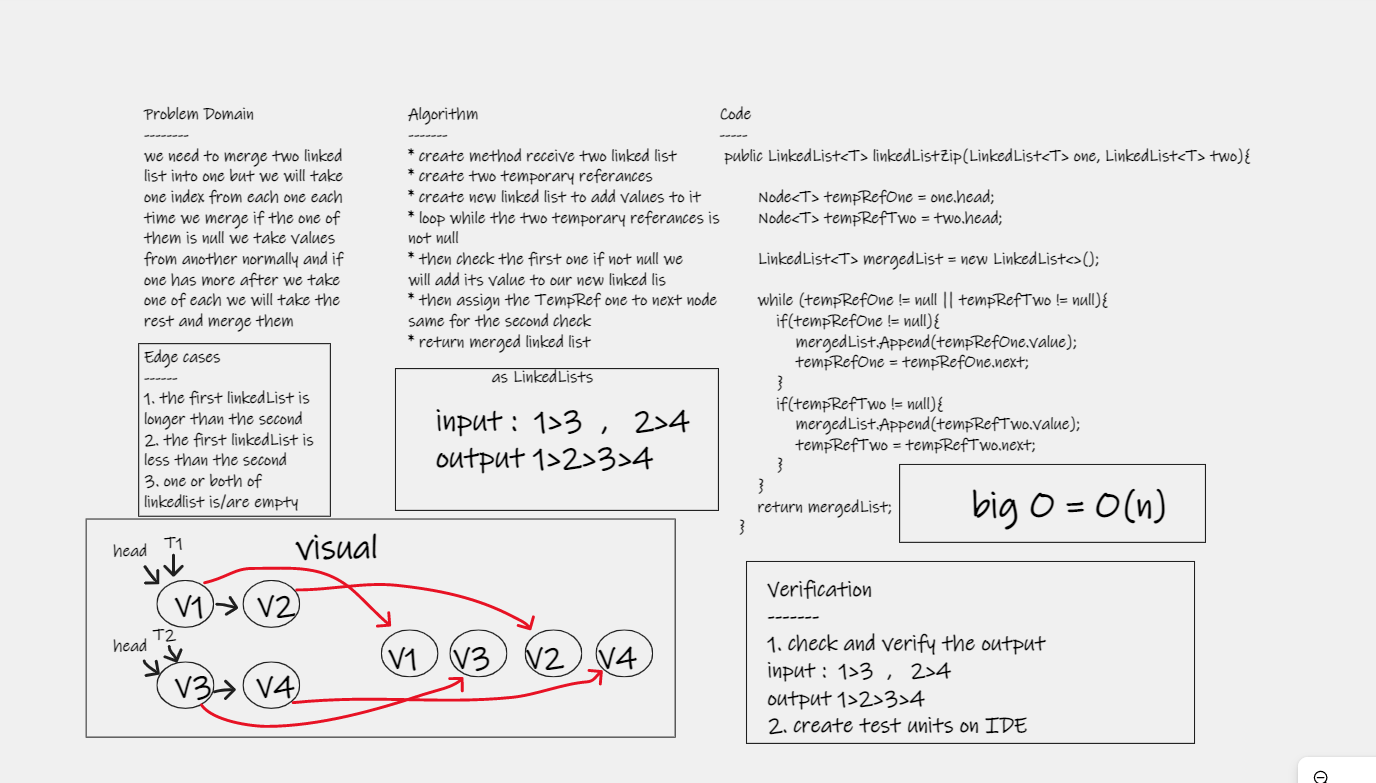 Problem Domain
--------
we need to merge two linked
list into one but we will take
one index from each one each
time we merge if the one of
them is null we take values
from another normally and if
one has more after we take
one of each we will take the
rest and merge them
Edge cases
------
1. the first linkedList is
longer than the second
2. the first linkedList is
less than the second
3. one or both of
linkedlist is/are empty
Algorithm
-------
* create method receive two linked list
* create two temporary referances
* create new linked list to add values to it
* loop while the two temporary referances is
not null
* then check the first one if not null we
will add its value to our new linked lis
* then assign the TempRef one to next node
same for the second check
* return merged linked list
as LinkedLists
input : 1>3 , 2>4
output 1>2>3>4
Code
-----
public LinkedList<T> linkedListZip(LinkedList<T> one, LinkedList<T> two){
Node<T> tempRefOne = one.head;
Node<T> tempRefTwo = two.head;
LinkedList<T> mergedList = new LinkedList<>();
while (tempRefOne != null || tempRefTwo != null){
if(tempRefOne != null){
mergedList.Append(tempRefOne.value);
tempRefOne = tempRefOne.next;
}
if(tempRefTwo != null){
mergedList.Append(tempRefTwo.value);
tempRefTwo = tempRefTwo.next;
}
}
return mergedList;
}
big O = O(n)
visual
head T1
V1 V2
head T2
V3 V4
V1 V3 V2 V4
Verification
-------
1. check and verify the output
input : 1>3 , 2>4
output 1>2>3>4
2. create test units on IDE